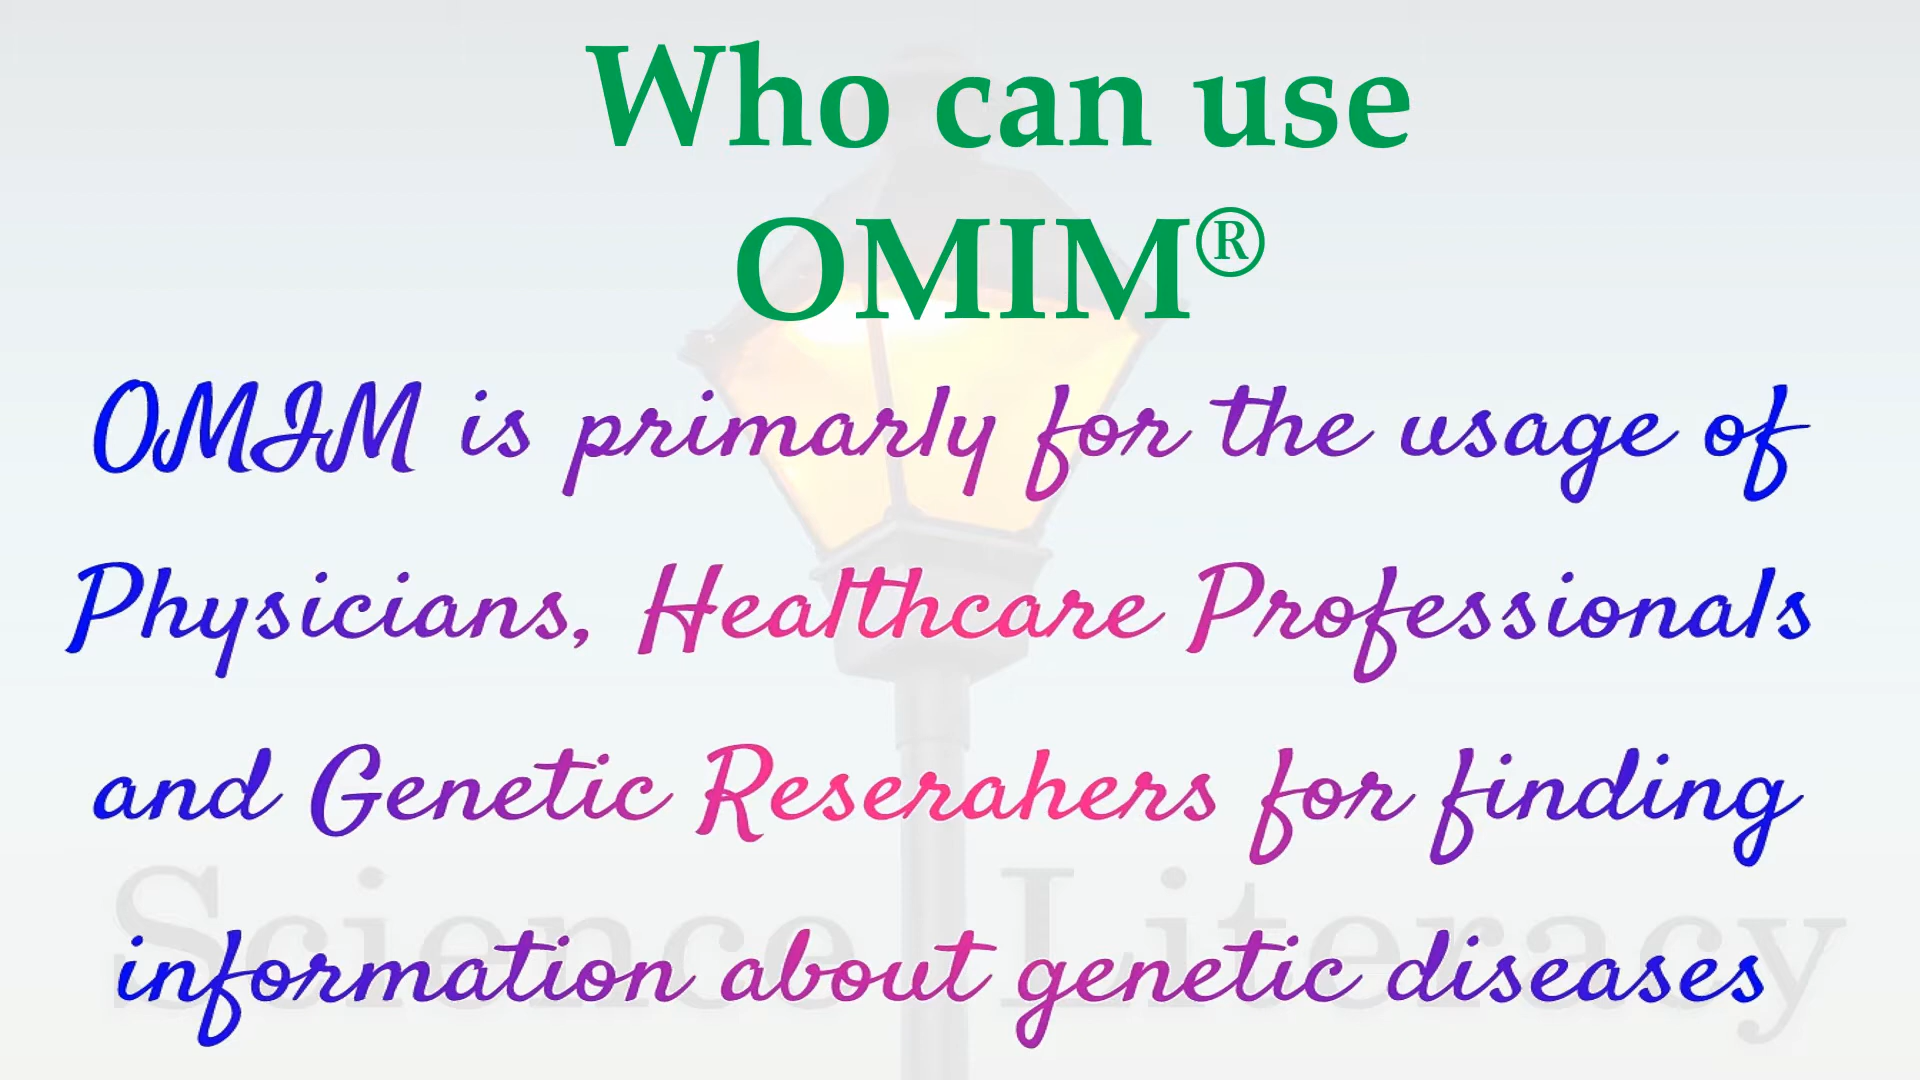 Who can use
OMIM®
OMIM is primarly for the usage of
Physicians, Healthcare Professionals
and Genetic Reserahers for finding
information about genetic diseases
Science Literacy